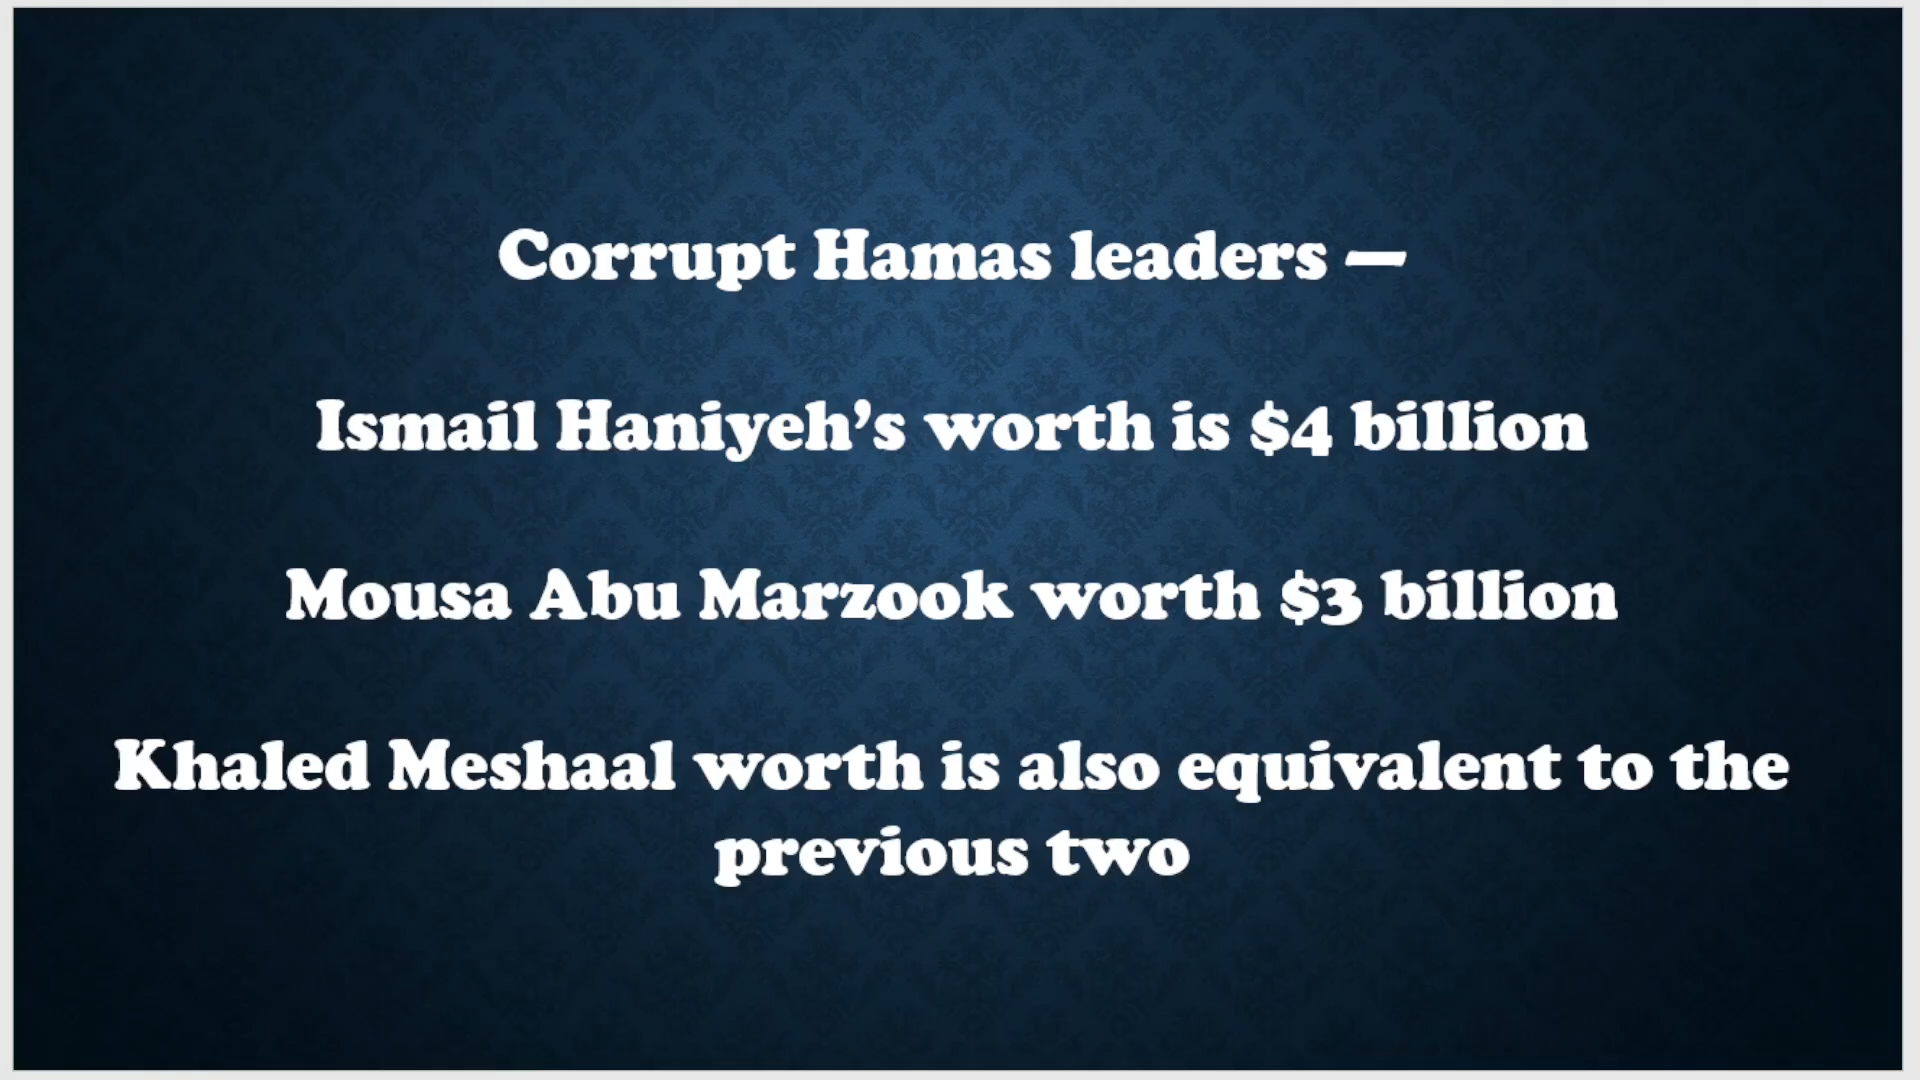 Corrupt Hamas leaders —
Ismail Haniyeh’s worth is $4 billion
Mousa Abu Marzook worth $3 billion
Khaled Meshaal worth is also equivalent to the
previous two